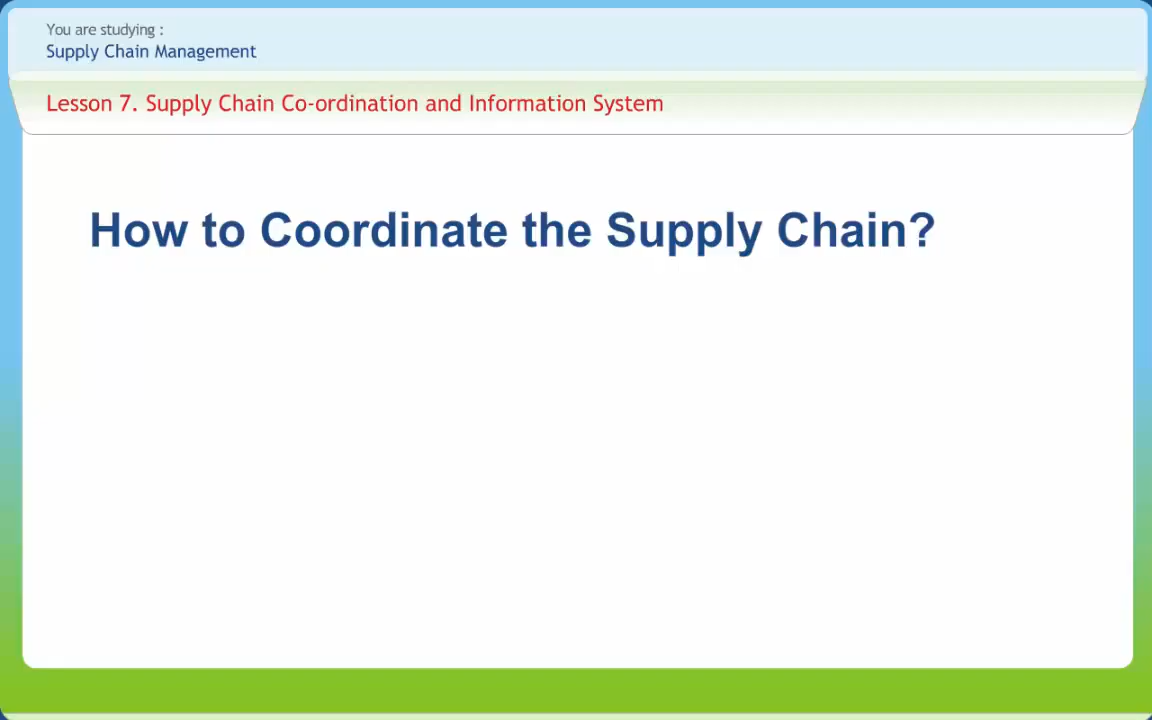 You are studying :
Supply Chain Management
Lesson 7. Supply Chain Co-ordination and Information System
How to Coordinate the Supply Chain?